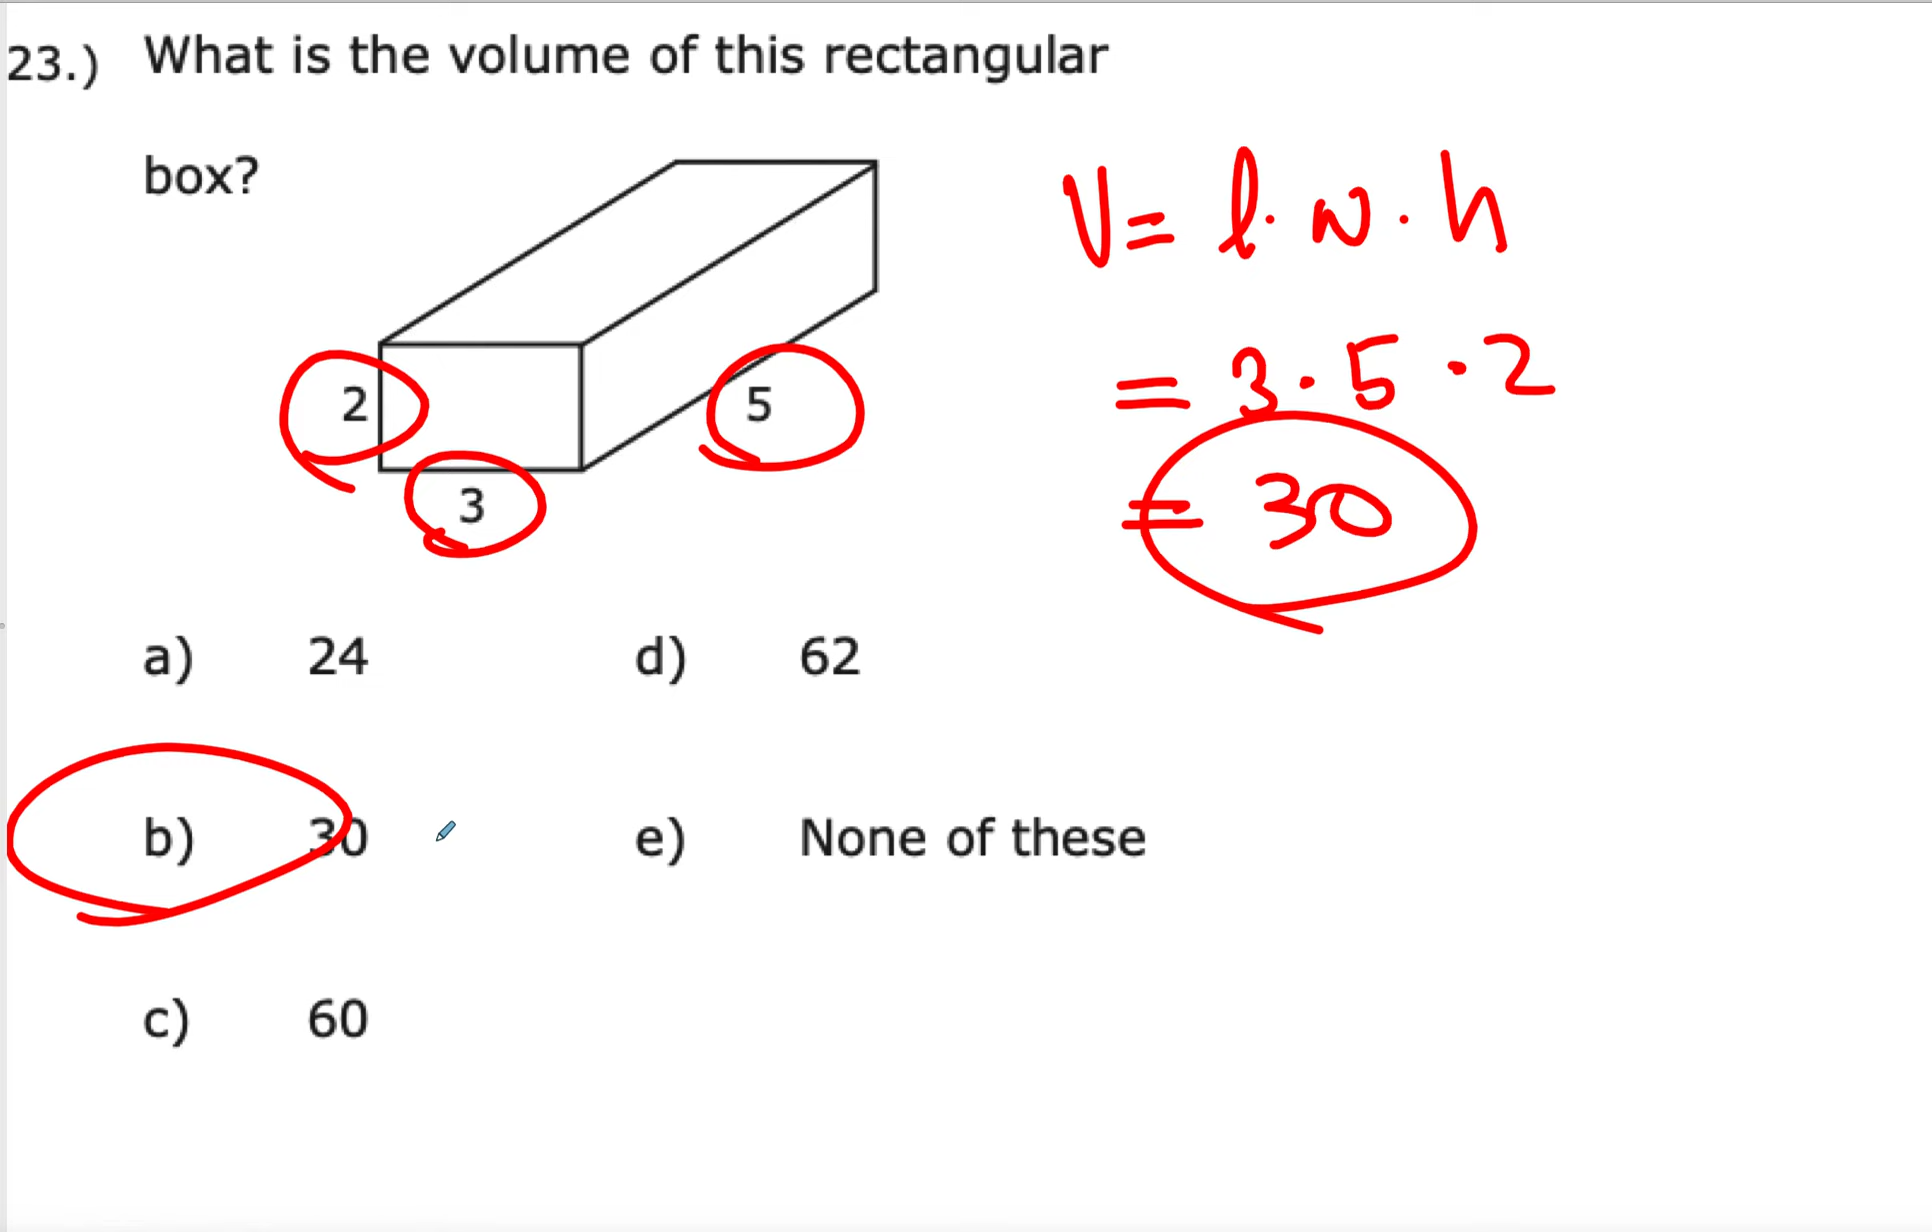 23.) What is the volume of this rectangular
box?
V = l · w · h
= 3 · 5 · 2
= 30
2
5
3
a) 24
d) 62
b) 30
e) None of these
c) 60